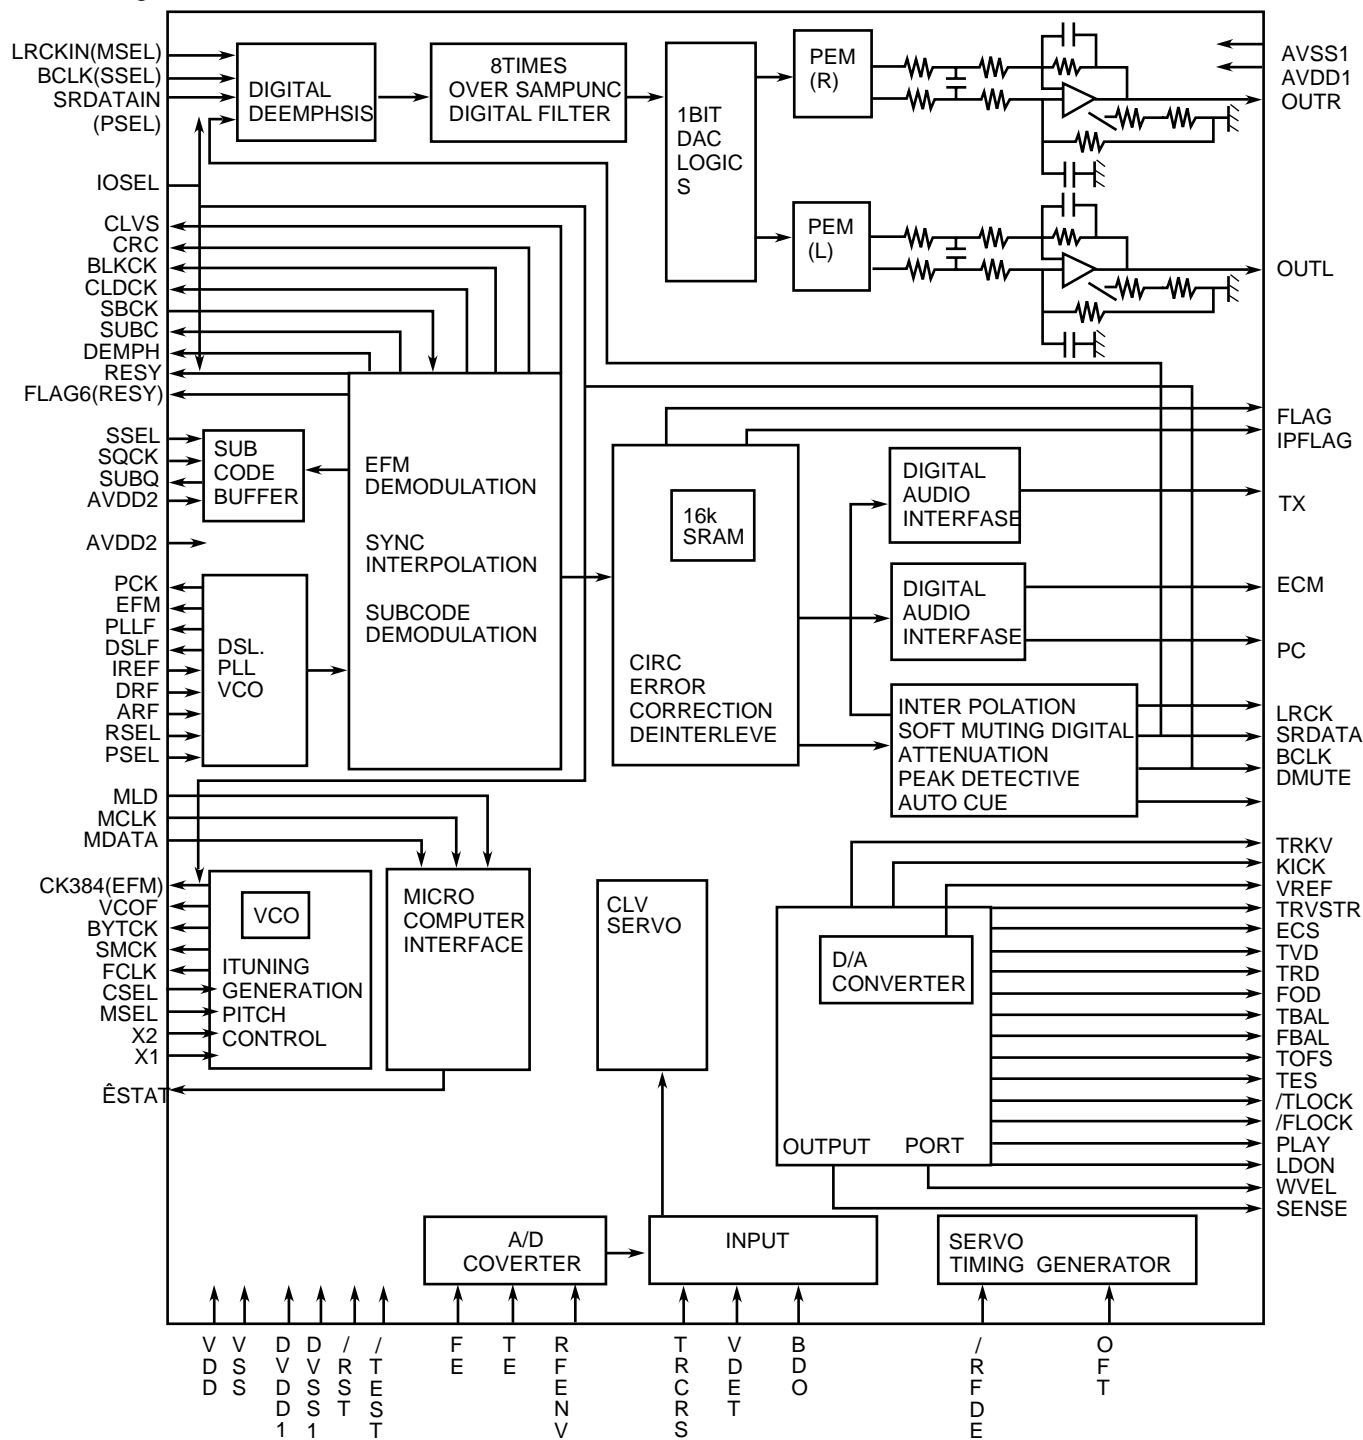 LRCKIN(MSEL)
BCLK(SSEL)
SRDATAIN
(PSEL)
IOSEL
CLVS
CRC
BLKCK
CLDCK
SBCK
SUBC
DEMPH
RESY
FLAG6(RESY)
SSEL
SQCK
SUBQ
AVDD2
AVDD2
PCK
EFM
PLLF
DSLF
IREF
DRF
ARF
RSEL
PSEL
MLD
MCLK
MDATA
CK384(EFM)
VCOF
BYTCK
SMCK
FCLK
CSEL
MSEL
X2
X1
ÊSTAT
DIGITAL
DEEMPHSIS
8TIMES
OVER SAMPUNC
DIGITAL FILTER
1BIT
DAC
LOGIC
S
PEM
(R)
PEM
(L)
SUB
CODE
BUFFER
EFM
DEMODULATION
SYNC
INTERPOLATION
SUBCODE
DEMODULATION
DSL.
PLL
VCO
16k
SRAM
CIRC
ERROR
CORRECTION
DEINTERLEVE
DIGITAL
AUDIO
INTERFASE
DIGITAL
AUDIO
INTERFASE
INTER POLATION
SOFT MUTING DIGITAL
ATTENUATION
PEAK DETECTIVE
AUTO CUE
VCO
ITUNING
GENERATION
PITCH
CONTROL
MICRO
COMPUTER
INTERFACE
CLV
SERVO
D/A
CONVERTER
OUTPUT PORT
A/D
COVERTER
INPUT
SERVO
TIMING GENERATOR
AVSS1
AVDD1
OUTR
OUTL
FLAG
IPFLAG
TX
ECM
PC
LRCK
SRDATA
BCLK
DMUTE
TRKV
KICK
VREF
TRVSTR
ECS
TVD
TRD
FOD
TBAL
FBAL
TOFS
TES
/TLOCK
/FLOCK
PLAY
LDON
WVEL
SENSE
VDD
VSS
DVDD1
DVSS1
/RST
/TEST
FE
TE
RFENV
TRCRS
VDET
BDO
/RFDE
OFT